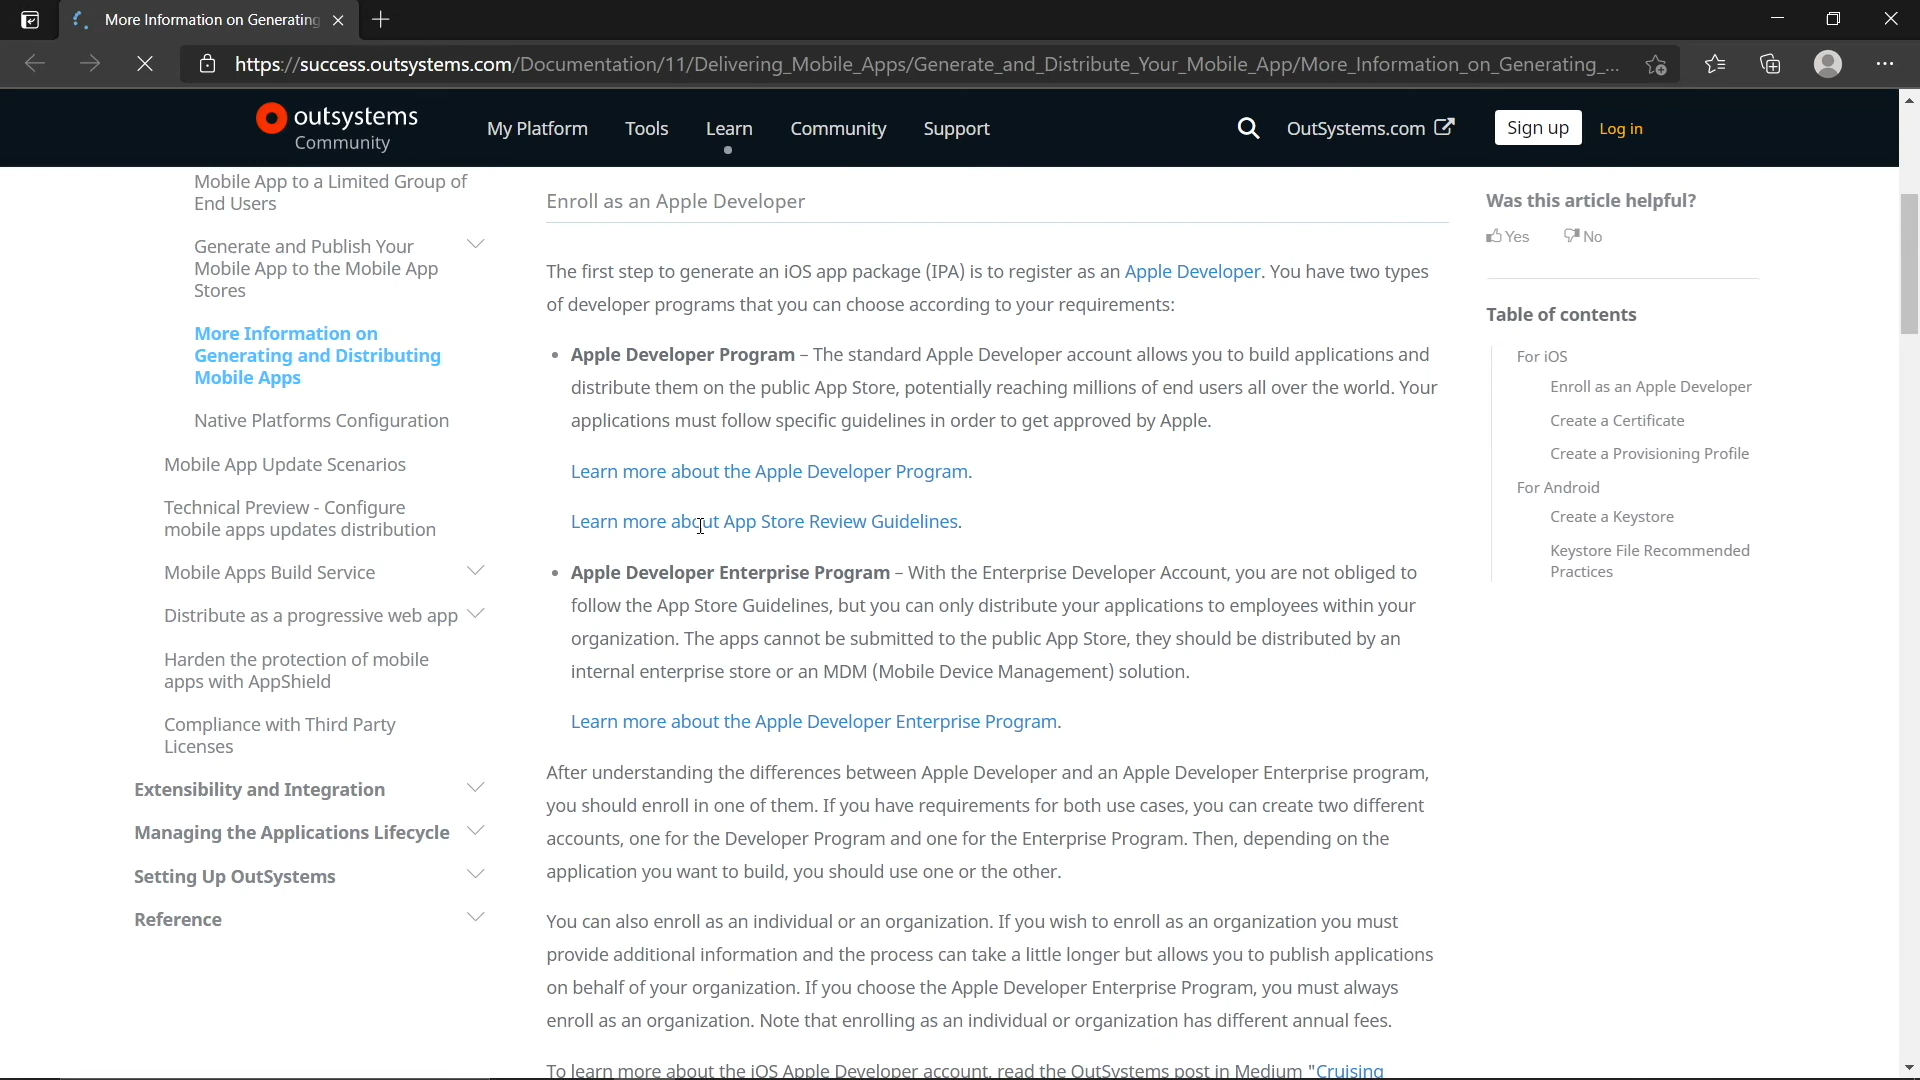 More Information on Generating
https://success.outsystems.com/Documentation/11/Delivering_Mobile_Apps/Generate_and_Distribute_Your_Mobile_App/More_Information_on_Generating_...
outsystems
Community
My Platform
Tools
Learn
Community
Support
OutSystems.com
Sign up
Log in
Mobile App to a Limited Group of
End Users
Generate and Publish Your
Mobile App to the Mobile App
Stores
More Information on
Generating and Distributing
Mobile Apps
Native Platforms Configuration
Mobile App Update Scenarios
Technical Preview - Configure
mobile apps updates distribution
Mobile Apps Build Service
Distribute as a progressive web app
Harden the protection of mobile
apps with AppShield
Compliance with Third Party
Licenses
Extensibility and Integration
Managing the Applications Lifecycle
Setting Up OutSystems
Reference
Enroll as an Apple Developer
The first step to generate an iOS app package (IPA) is to register as an Apple Developer. You have two types
of developer programs that you can choose according to your requirements:
• Apple Developer Program – The standard Apple Developer account allows you to build applications and
distribute them on the public App Store, potentially reaching millions of end users all over the world. Your
applications must follow specific guidelines in order to get approved by Apple.
Learn more about the Apple Developer Program.
Learn more about App Store Review Guidelines.
• Apple Developer Enterprise Program – With the Enterprise Developer Account, you are not obliged to
follow the App Store Guidelines, but you can only distribute your applications to employees within your
organization. The apps cannot be submitted to the public App Store, they should be distributed by an
internal enterprise store or an MDM (Mobile Device Management) solution.
Learn more about the Apple Developer Enterprise Program.
After understanding the differences between Apple Developer and an Apple Developer Enterprise program,
you should enroll in one of them. If you have requirements for both use cases, you can create two different
accounts, one for the Developer Program and one for the Enterprise Program. Then, depending on the
application you want to build, you should use one or the other.
You can also enroll as an individual or an organization. If you wish to enroll as an organization you must
provide additional information and the process can take a little longer but allows you to publish applications
on behalf of your organization. If you choose the Apple Developer Enterprise Program, you must always
enroll as an organization. Note that enrolling as an individual or organization has different annual fees.
To learn more about the iOS Apple Developer account, read the OutSystems post in Medium "Cruising
Was this article helpful?
Yes
No
Table of contents
For iOS
Enroll as an Apple Developer
Create a Certificate
Create a Provisioning Profile
For Android
Create a Keystore
Keystore File Recommended
Practices